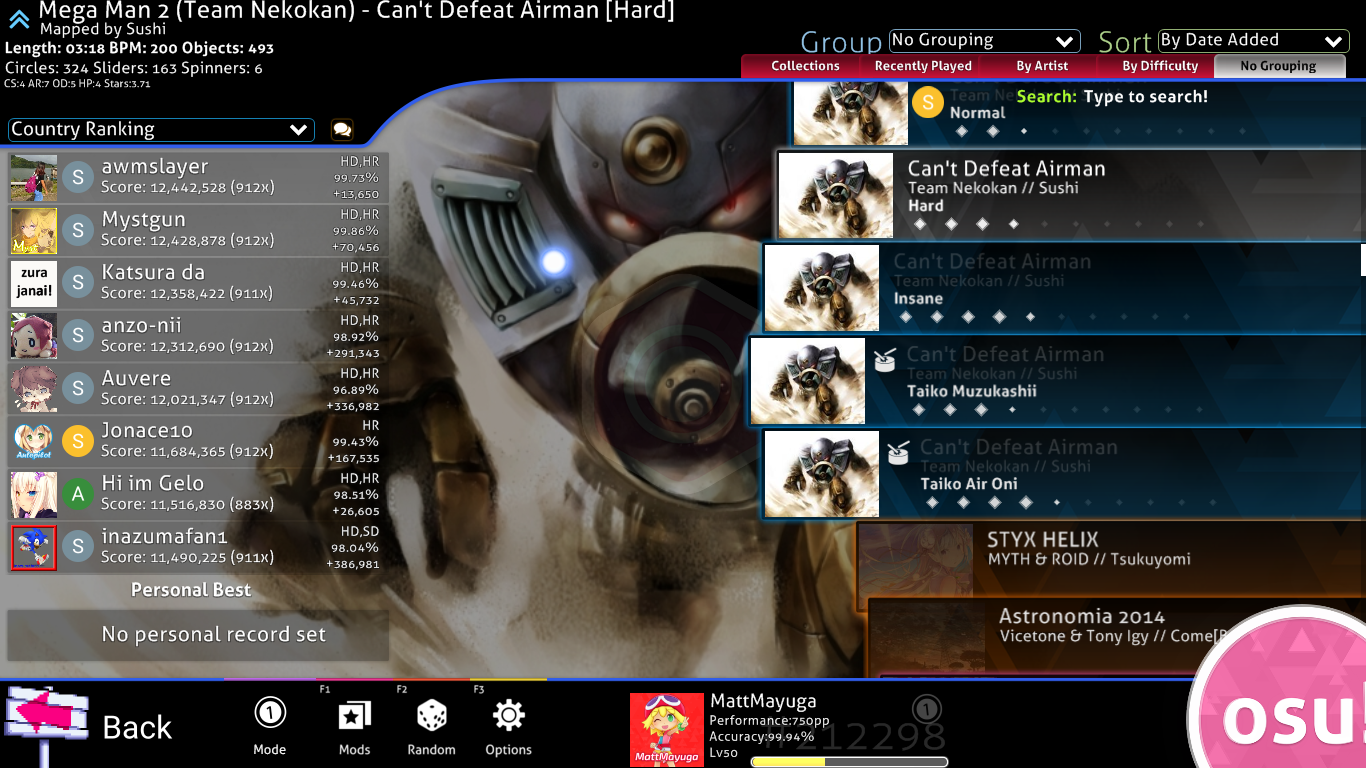 Mega Man 2 (Team Nekokan) - Can't Defeat Airman [Hard]
Mapped by Sushi
Length: 03:18 BPM: 200 Objects: 493
Circles: 324 Sliders: 163 Spinners: 6
CS:4 AR:7 OD:5 HP:4 Stars:3.71
Group No Grouping Sort By Date Added
Collections Recently Played By Artist By Difficulty No Grouping
Country Ranking
Search: Type to search!
Team Nekokan // Sushi
Normal
Can't Defeat Airman
Team Nekokan // Sushi
Hard
Can't Defeat Airman
Team Nekokan // Sushi
Insane
Can't Defeat Airman
Team Nekokan // Sushi
Taiko Muzukashii
Can't Defeat Airman
Team Nekokan // Sushi
Taiko Air Oni
STYX HELIX
MYTH & ROID // Tsukuyomi
Astronomia 2014
Vicetone & Tony Igy // Come[B
S awmslayer HD,HR
Score: 12,442,528 (912x) 99.73%
+13,650
S Mystgun HD,HR
Score: 12,428,878 (912x) 99.86%
+70,456
zura
janai!
S Katsura da HD,HR
Score: 12,358,422 (911x) 99.46%
+45,732
S anzo-nii HD,HR
Score: 12,312,690 (912x) 98.92%
+291,343
S Auvere HD,HR
Score: 12,021,347 (912x) 96.89%
+336,982
Autopilot
S Jonace10 HR
Score: 11,684,365 (912x) 99.43%
+167,535
A Hi im Gelo HD,HR
Score: 11,516,830 (883x) 98.51%
+26,605
S inazumafan1 HD,SD
Score: 11,490,225 (911x) 98.04%
+386,981
Personal Best
No personal record set
Back
1
Mode
F1
Mods
F2
Random
F3
Options
MattMayuga
MattMayuga
Performance:750pp
Accuracy:99.94%
Lv50
#212298
1
osu!